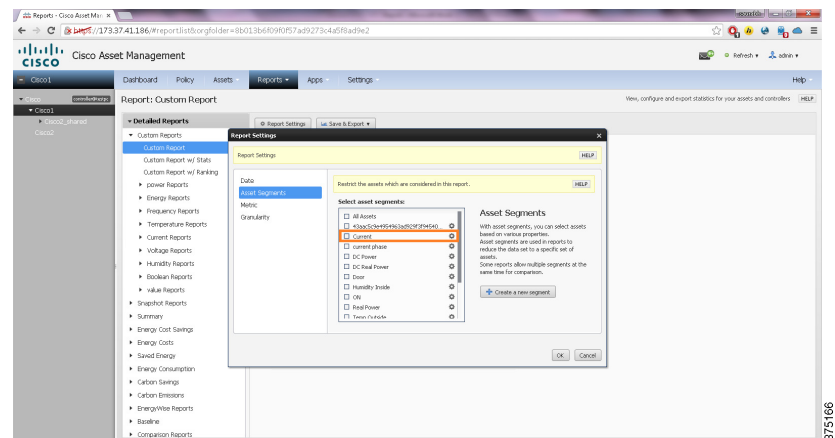 Reports - Cisco Asset Man
https://173.37.41.186/#reportlist&:orgfolder=8b013b6f09f0f57ad9273c4a5f8ad9e2
CISCO
Cisco Asset Management
Refresh
admin
Cisco1
Dashboard
Policy
Assets
Reports
Apps
Settings
Help
Cisco
Cisco1
Cisco2_shared
Cisco2
Report: Custom Report
View, configure and export statistics for your assets and controllers
HELP
Detailed Reports
Custom Reports
Custom Report
Custom Report w/ Stats
Custom Report w/ Ranking
power Reports
Energy Reports
Frequency Reports
Temperature Reports
Current Reports
Voltage Reports
Humidity Reports
Boolean Reports
value Reports
Snapshot Reports
Summary
Energy Cost Savings
Energy Costs
Saved Energy
Energy Consumption
Carbon Savings
Carbon Emissions
EnergyWise Reports
Baseline
Comparison Reports
Report Settings
Save & Export
Report Settings
Report Settings
HELP
Date
Asset Segments
Metric
Granularity
Restrict the assets which are considered in this report.
HELP
Select asset segments:
All Assets
Current
current phase
DC Power
DC Real Power
Door
Humidity Inside
ON
Real Power
Temp Outside
Asset Segments
With asset segments, you can select assets
based on various properties.
Asset segments are used in reports to
reduce the data set to a specific set of
assets.
Some reports allow multiple segments at the
same time for comparison.
Create a new segment
OK
Cancel
375166